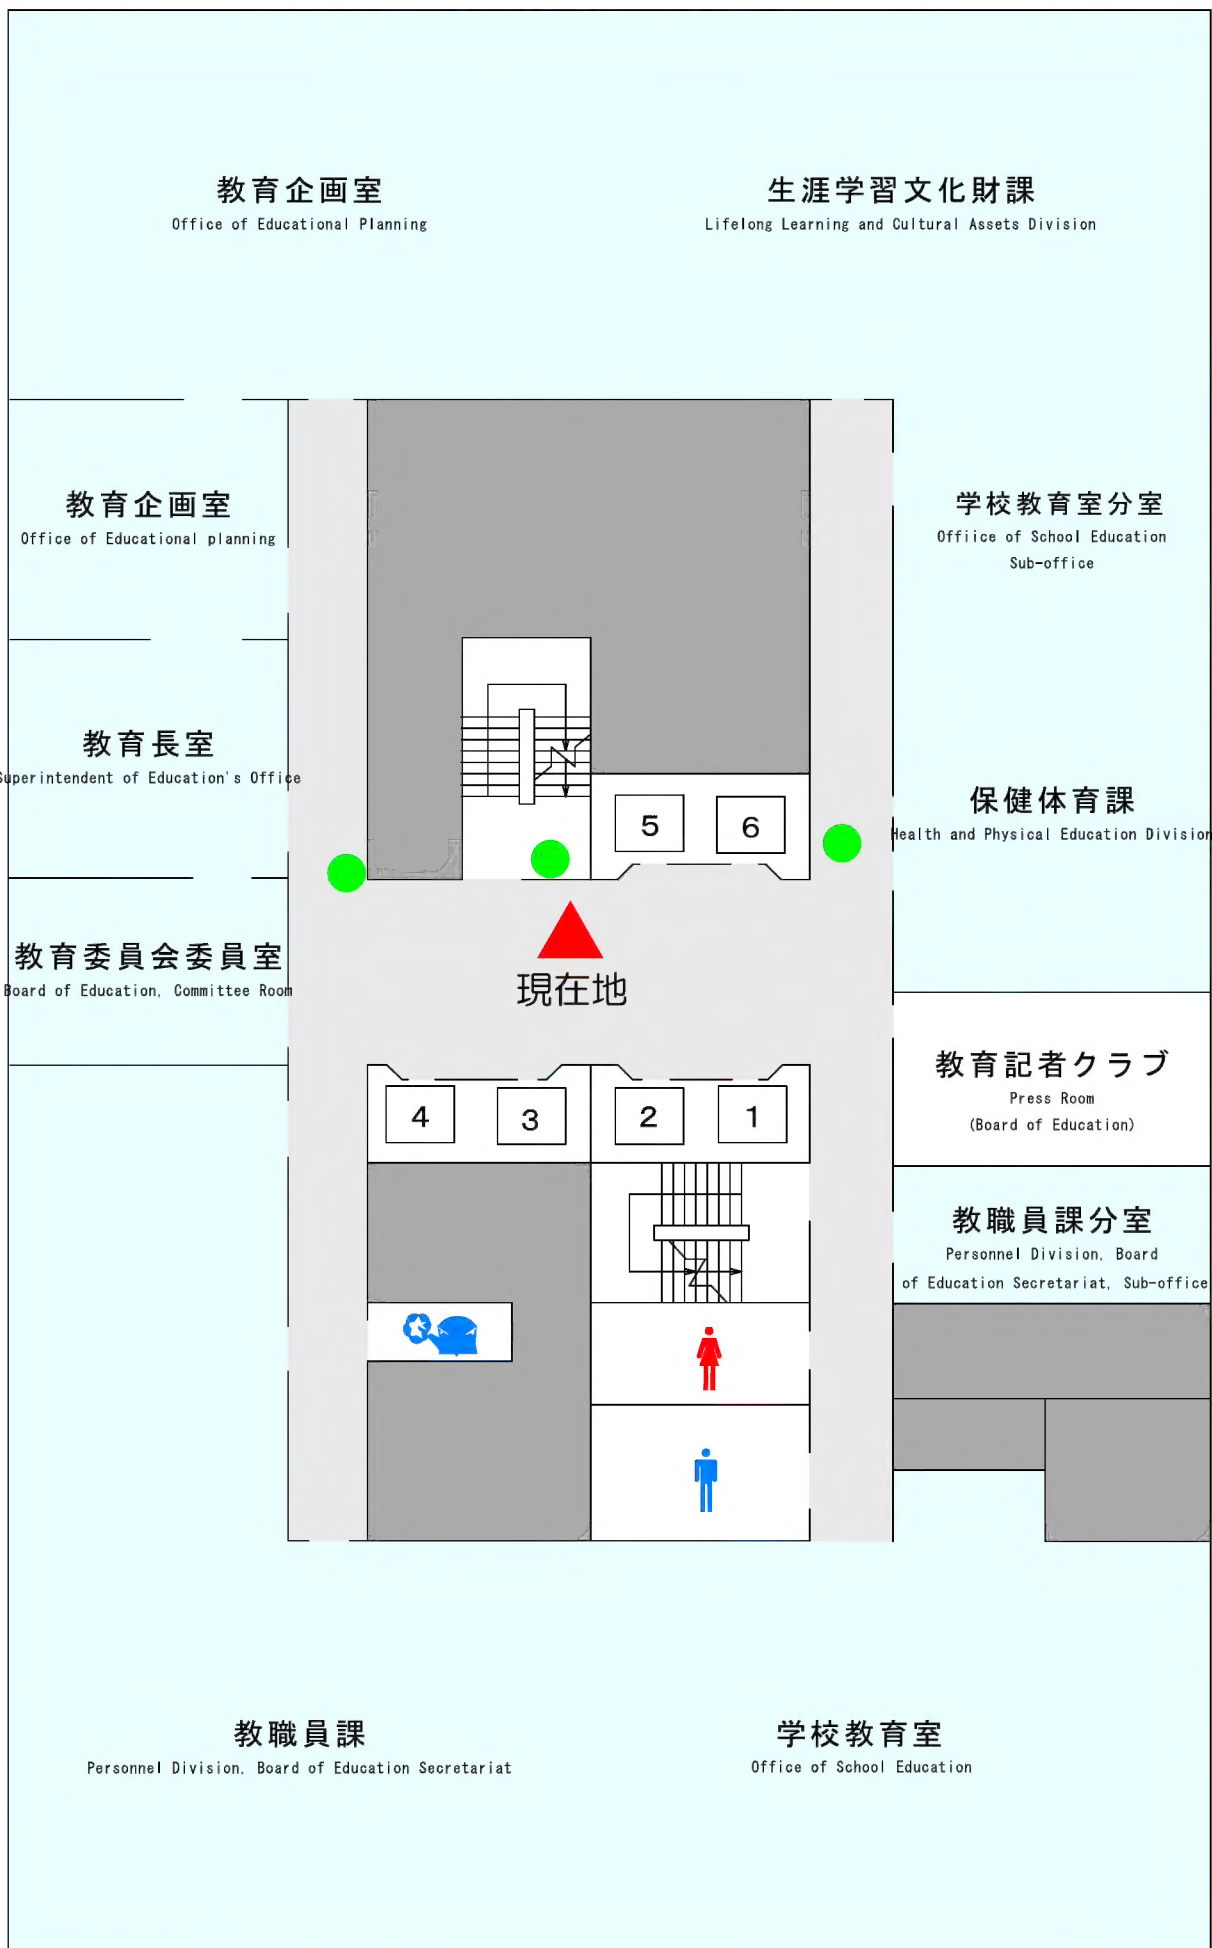 教育企画室
Office of Educational Planning
生涯学習文化財課
Lifelong Learning and Cultural Assets Division
教育企画室
Office of Educational planning
学校教育室分室
Offiice of School Education
Sub-office
教育長室
Superintendent of Education's Office
5
6
保健体育課
Health and Physical Education Division
教育委員会委員室
Board of Education, Committee Room
現在地
教育記者クラブ
Press Room
(Board of Education)
4
3
2
1
教職員課分室
Personnel Division, Board
of Education Secretariat, Sub-office
教職員課
Personnel Division, Board of Education Secretariat
学校教育室
Office of School Education